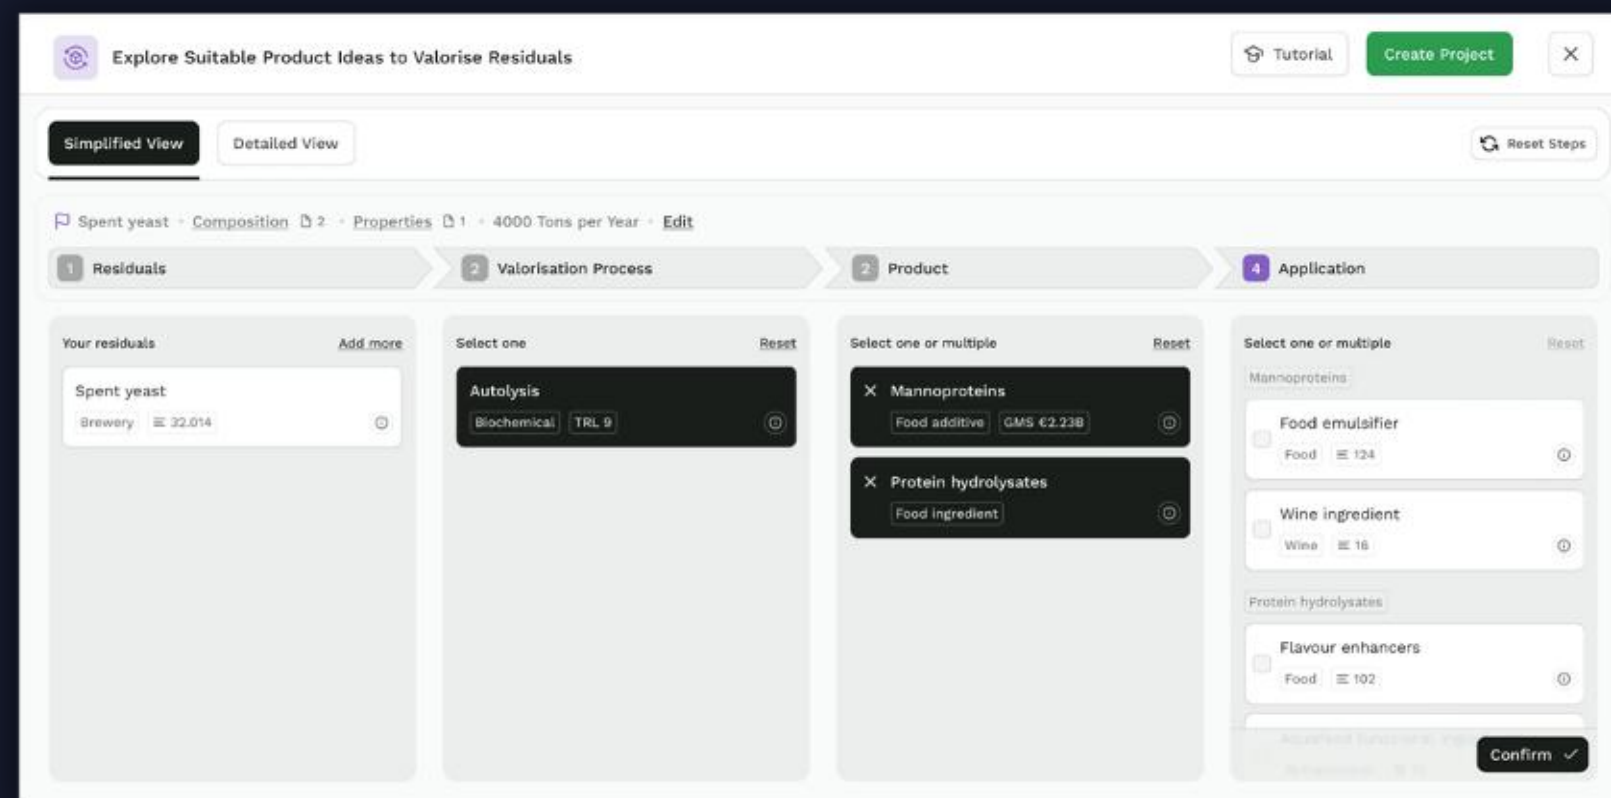 Explore Suitable Product Ideas to Valorise Residuals
Tutorial
Create Project
Simplified View
Detailed View
Reset Steps
Spent yeast · Composition 2 · Properties 1 · 4000 Tons per Year · Edit
1 Residuals
2 Valorisation Process
2 Product
4 Application
Your residuals
Add more
Spent yeast
Brewery 32.014
Select one
Reset
Autolysis
Biochemical TRL 9
Select one or multiple
Reset
Mannoproteins
Food additive GMS €2.23B
Protein hydrolysates
Food ingredient
Select one or multiple
Reset
Mannoproteins
Food emulsifier
Food 124
Wine ingredient
Wine 16
Protein hydrolysates
Flavour enhancers
Food 102
Confirm